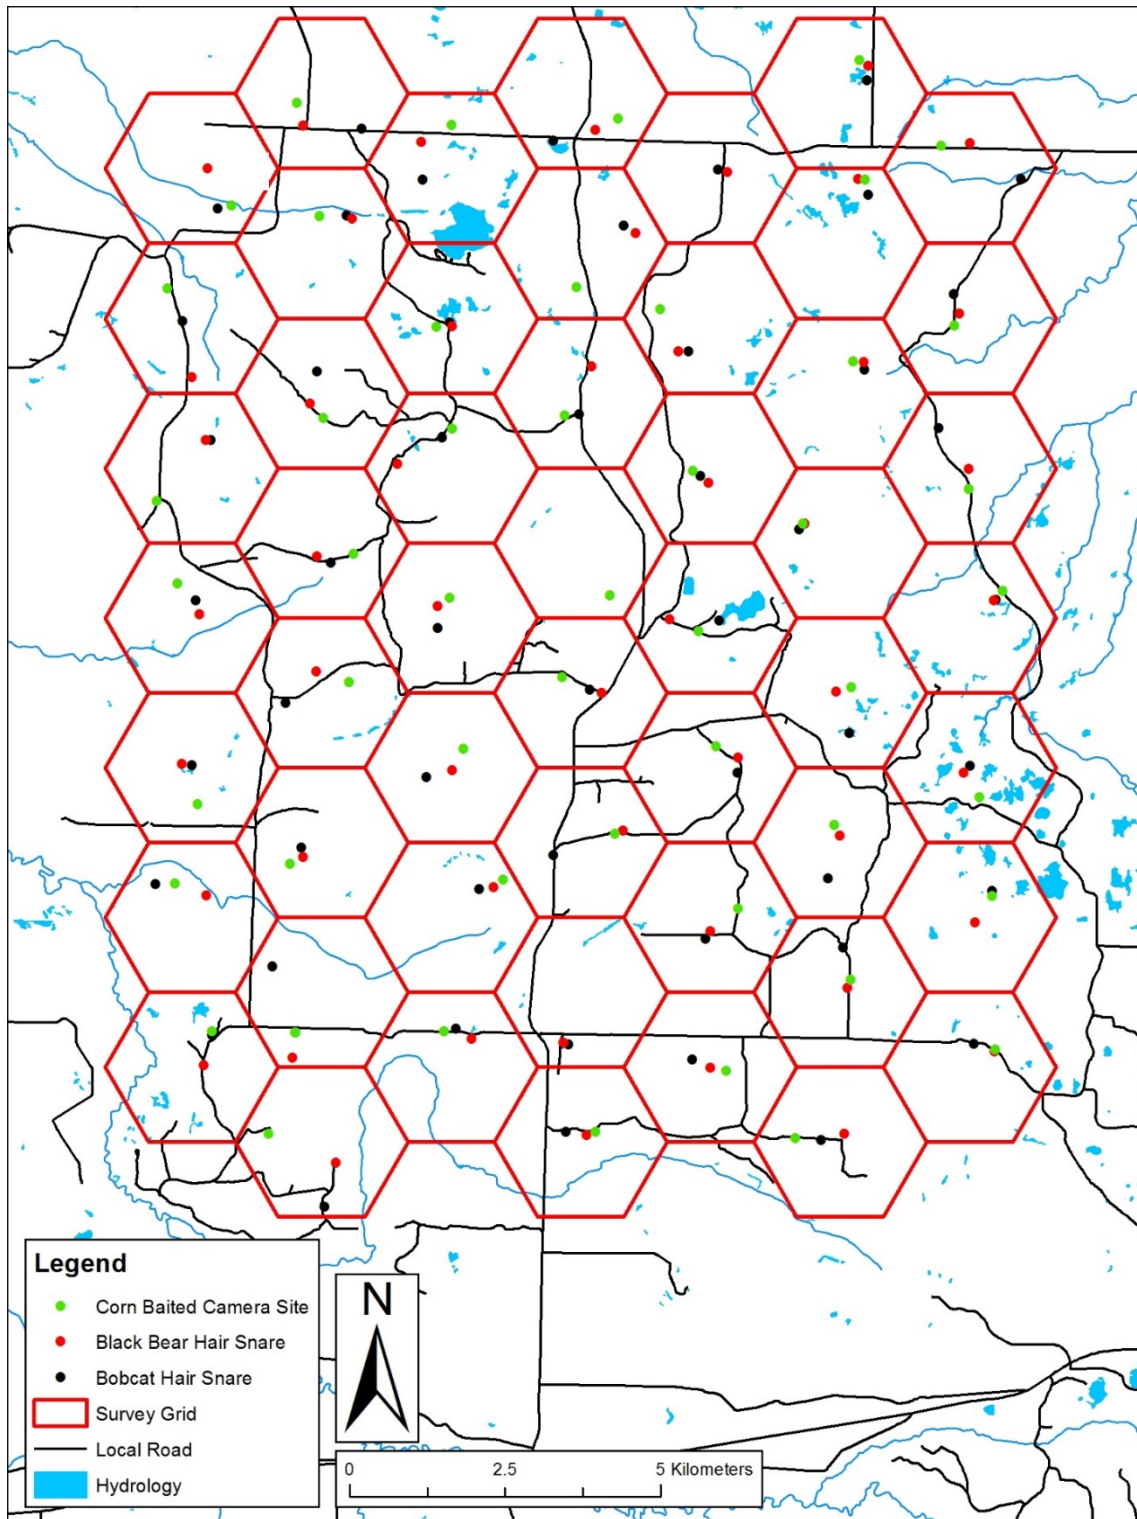 Legend
Corn Baited Camera Site
Black Bear Hair Snare
Bobcat Hair Snare
Survey Grid
Local Road
Hydrology
N
0 2.5 5 Kilometers